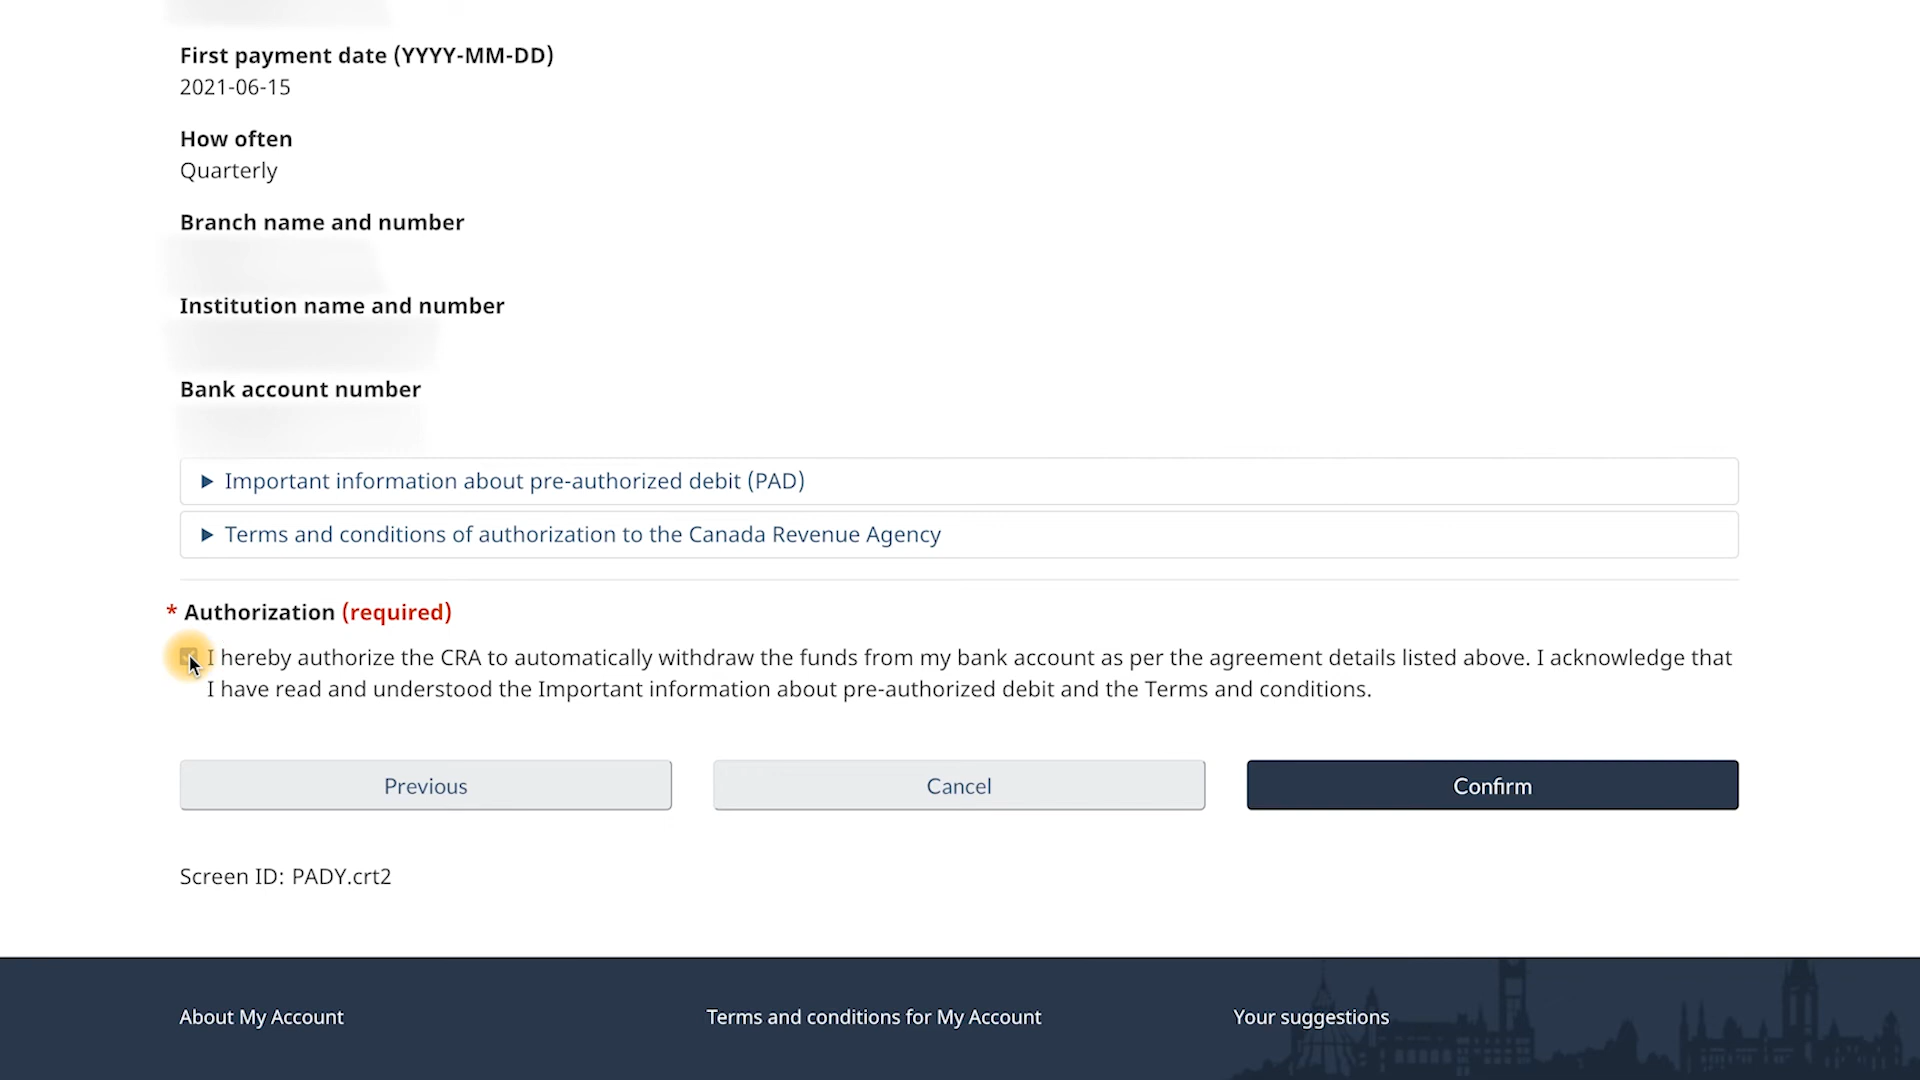 First payment date (YYYY-MM-DD)
2021-06-15
How often
Quarterly
Branch name and number
Institution name and number
Bank account number
Important information about pre-authorized debit (PAD)
Terms and conditions of authorization to the Canada Revenue Agency
* Authorization (required)
I hereby authorize the CRA to automatically withdraw the funds from my bank account as per the agreement details listed above. I acknowledge that
I have read and understood the Important information about pre-authorized debit and the Terms and conditions.
Previous
Cancel
Confirm
Screen ID: PADY.crt2
About My Account
Terms and conditions for My Account
Your suggestions